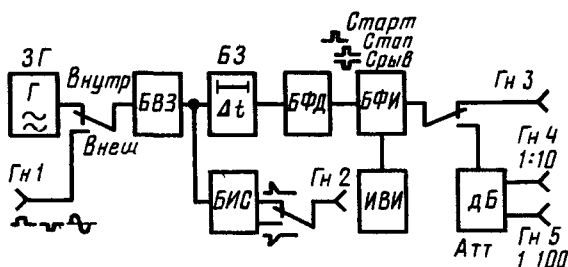 Старт
Стоп
Срыв
ЗГ
Г
Внутр
Внеш
БВЗ
БЗ
Δt
БФД
БФИ
Гн 3
Гн 4
1:10
Гн 1
БИС
Гн 2
ИВИ
дБ
Атт
Гн 5
1 100